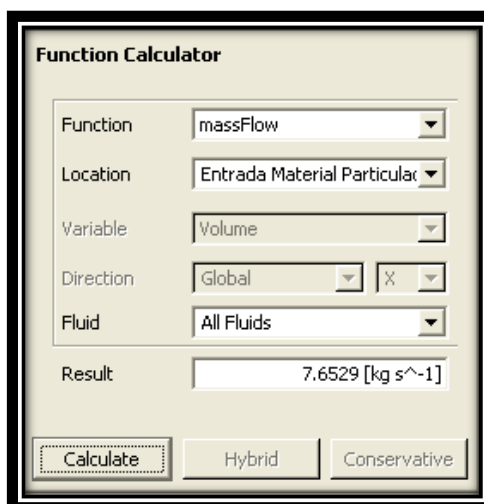 Function Calculator
Function massFlow
Location Entrada Material Particulac
Variable Volume
Direction Global X
Fluid All Fluids
Result 7.6529 [kg s^-1]
Calculate Hybrid Conservative